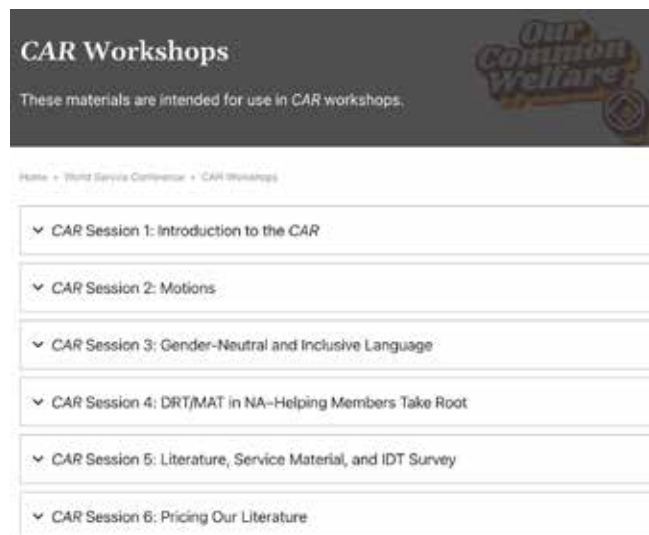 CAR Workshops
Our
Common
Welfare
These materials are intended for use in CAR workshops.
Home • World Service Conference • CAR Workshops
CAR Session 1: Introduction to the CAR
CAR Session 2: Motions
CAR Session 3: Gender-Neutral and Inclusive Language
CAR Session 4: DRT/MAT in NA–Helping Members Take Root
CAR Session 5: Literature, Service Material, and IDT Survey
CAR Session 6: Pricing Our Literature